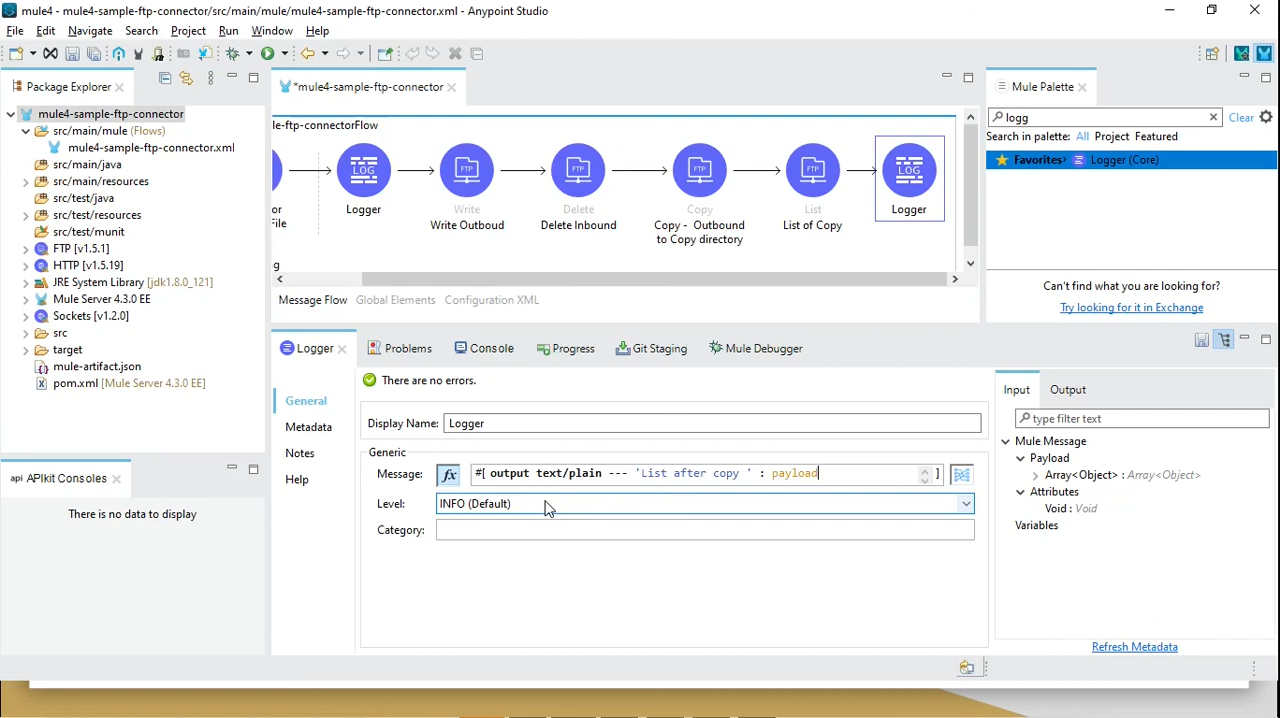 mule4 - mule4-sample-ftp-connector/src/main/mule/mule4-sample-ftp-connector.xml - Anypoint Studio
File Edit Navigate Search Project Run Window Help
Package Explorer
*mule4-sample-ftp-connector
Mule Palette
mule4-sample-ftp-connector
src/main/mule (Flows)
mule4-sample-ftp-connector.xml
src/main/java
src/main/resources
src/test/java
src/test/resources
src/test/munit
FTP [v1.5.1]
HTTP [v1.5.19]
JRE System Library [jdk1.8.0_121]
Mule Server 4.3.0 EE
Sockets [v1.2.0]
src
target
mule-artifact.json
pom.xml [Mule Server 4.3.0 EE]
APIkit Consoles
There is no data to display
le-ftp-connectorFlow
or
File
LOG
Logger
FTP
Write
Write Outboud
FTP
Delete
Delete Inbound
FTP
Copy
Copy - Outbound
to Copy directory
FTP
List
List of Copy
LOG
Logger
g
Message Flow Global Elements Configuration XML
logg
Clear
Search in palette: All Project Featured
Favorites> Logger (Core)
Can't find what you are looking for?
Try looking for it in Exchange
Logger Problems Console Progress Git Staging Mule Debugger
There are no errors.
General
Metadata
Notes
Help
Display Name: Logger
Generic
Message: fx #[ output text/plain --- 'List after copy ' : payload ]
Level: INFO (Default)
Category:
Input Output
type filter text
Mule Message
Payload
Array<Object> : Array<Object>
Attributes
Void : Void
Variables
Refresh Metadata